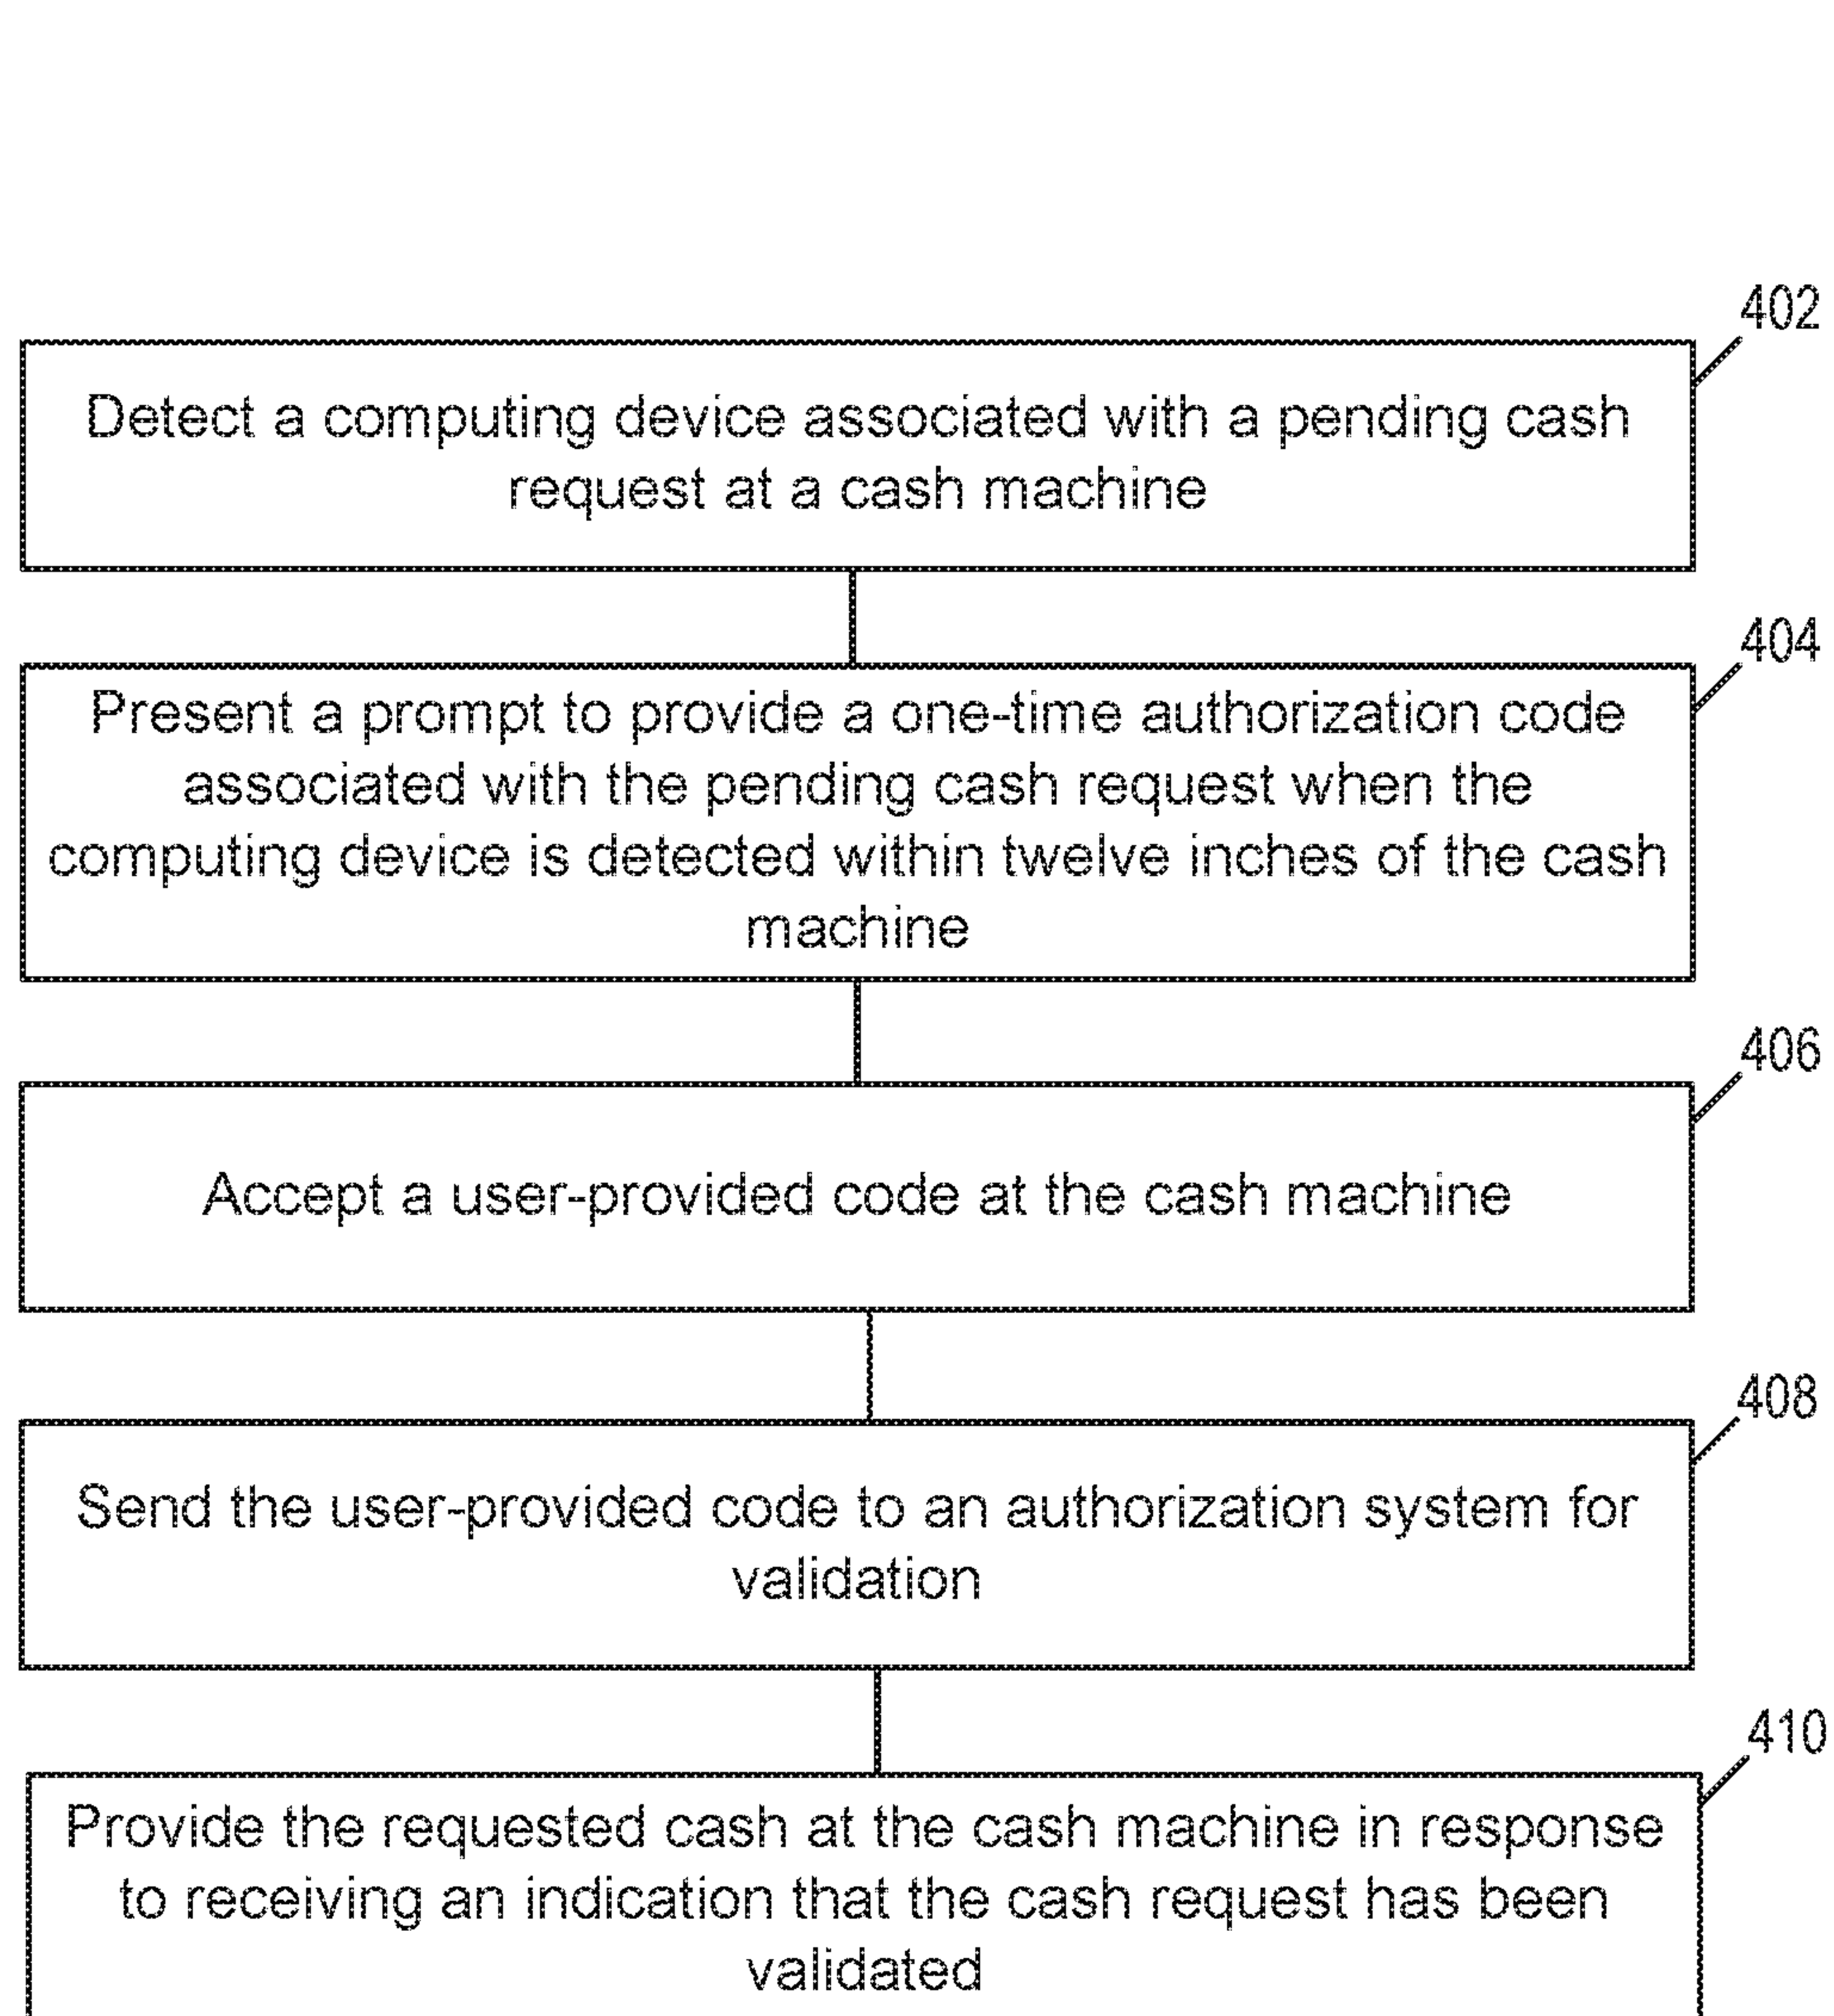 402
Detect a computing device associated with a pending cash
request at a cash machine
404
Present a prompt to provide a one-time authorization code
associated with the pending cash request when the
computing device is detected within twelve inches of the cash
machine
406
Accept a user-provided code at the cash machine
408
Send the user-provided code to an authorization system for
validation
410
Provide the requested cash at the cash machine in response
to receiving an indication that the cash request has been
validated